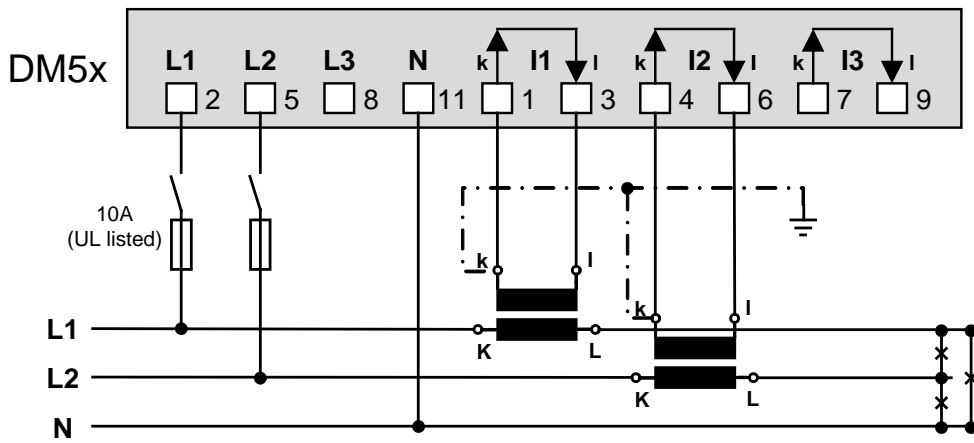 DM5x
L1 L2 L3 N I1 I2 I3
k l k l k l
2 5 8 11 1 3 4 6 7 9
10A
(UL listed)
k l
k l
L1
K L
L2
K L
N